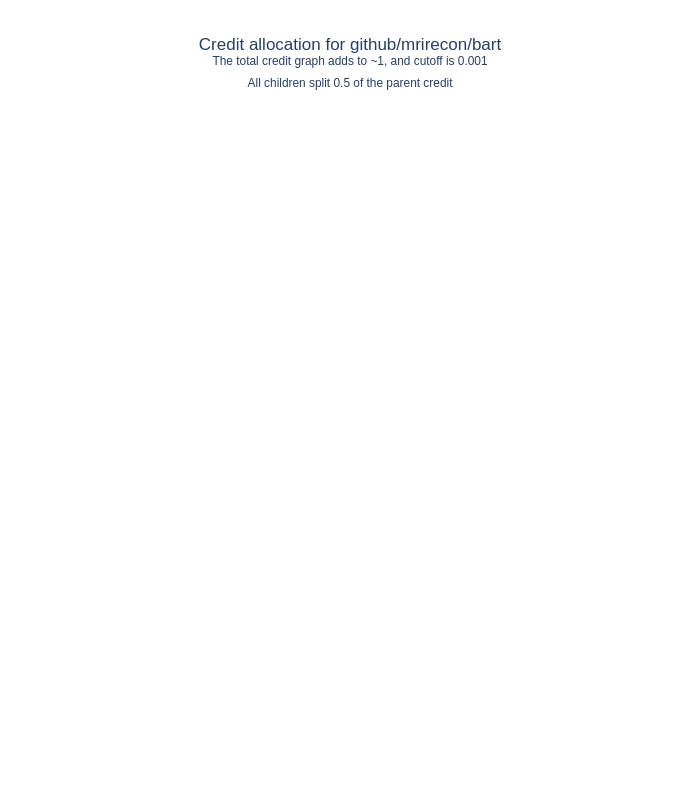 Credit allocation for github/mrirecon/bart
The total credit graph adds to ~1, and cutoff is 0.001
All children split 0.5 of the parent credit